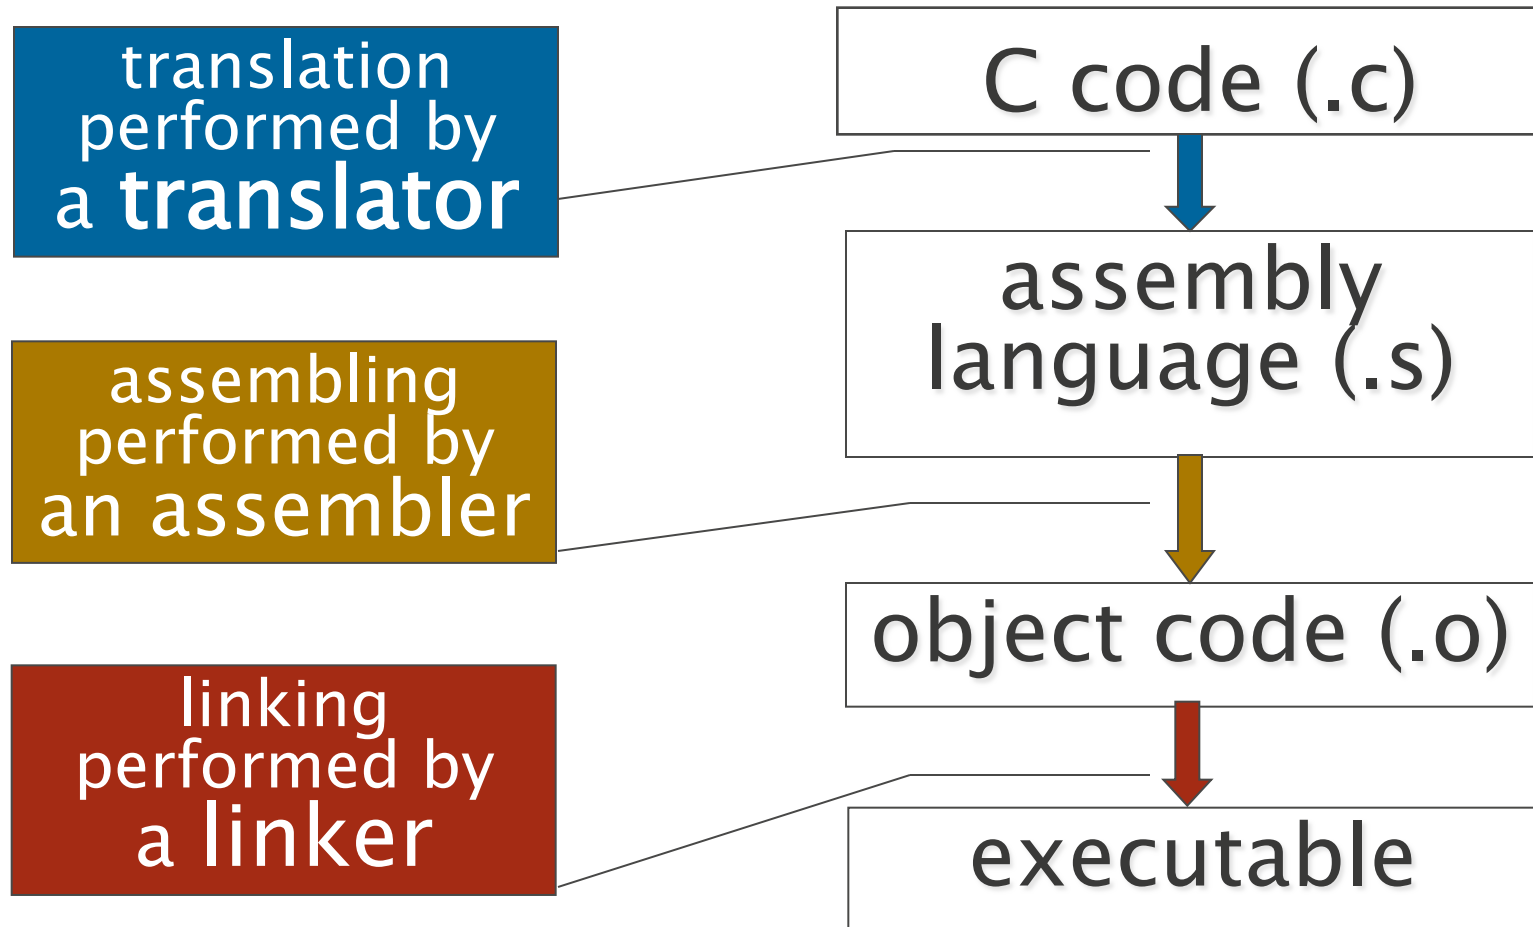 translation
performed by
a translator
C code (.c)
assembly
language (.s)
assembling
performed by
an assembler
object code (.o)
linking
performed by
a linker
executable